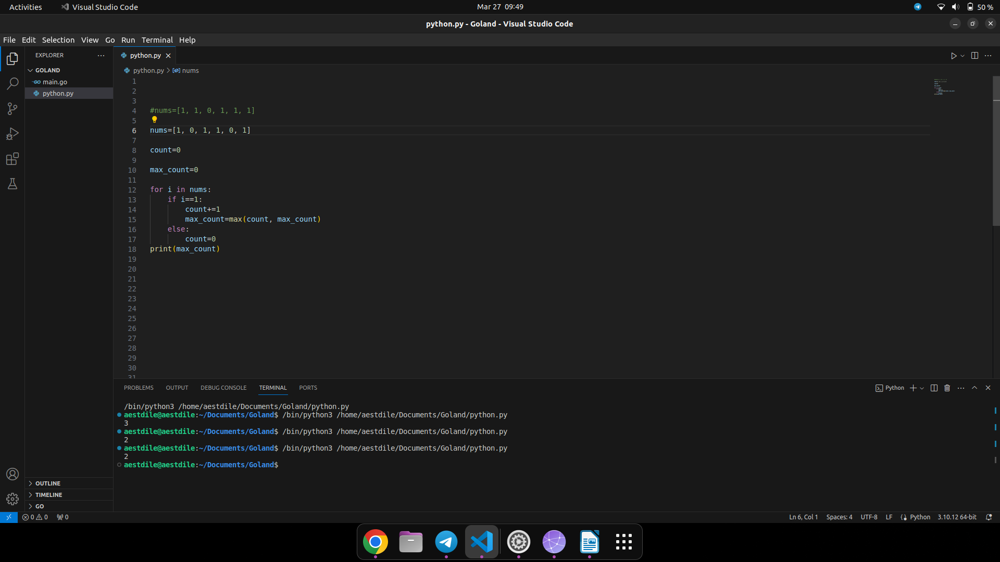 Activities
Visual Studio Code
Mar 27 09:49
50 %
python.py - Goland - Visual Studio Code
File Edit Selection View Go Run Terminal Help
EXPLORER
python.py
GOLAND
python.py > nums
main.go
python.py
1
2
3
4 #nums=[1, 1, 0, 1, 1, 1]
5
6 nums=[1, 0, 1, 1, 0, 1]
7
8 count=0
9
10 max_count=0
11
12 for i in nums:
13 if i==1:
14 count+=1
15 max_count=max(count, max_count)
16 else:
17 count=0
18 print(max_count)
19
20
21
22
23
24
25
26
27
28
29
30
31
PROBLEMS OUTPUT DEBUG CONSOLE TERMINAL PORTS
Python
/bin/python3 /home/aestdile/Documents/Goland/python.py
aestdile@aestdile:~/Documents/Goland$ /bin/python3 /home/aestdile/Documents/Goland/python.py
3
aestdile@aestdile:~/Documents/Goland$ /bin/python3 /home/aestdile/Documents/Goland/python.py
2
aestdile@aestdile:~/Documents/Goland$ /bin/python3 /home/aestdile/Documents/Goland/python.py
2
aestdile@aestdile:~/Documents/Goland$
OUTLINE
TIMELINE
GO
0 0 0
Ln 6, Col 1 Spaces: 4 UTF-8 LF Python 3.10.12 64-bit